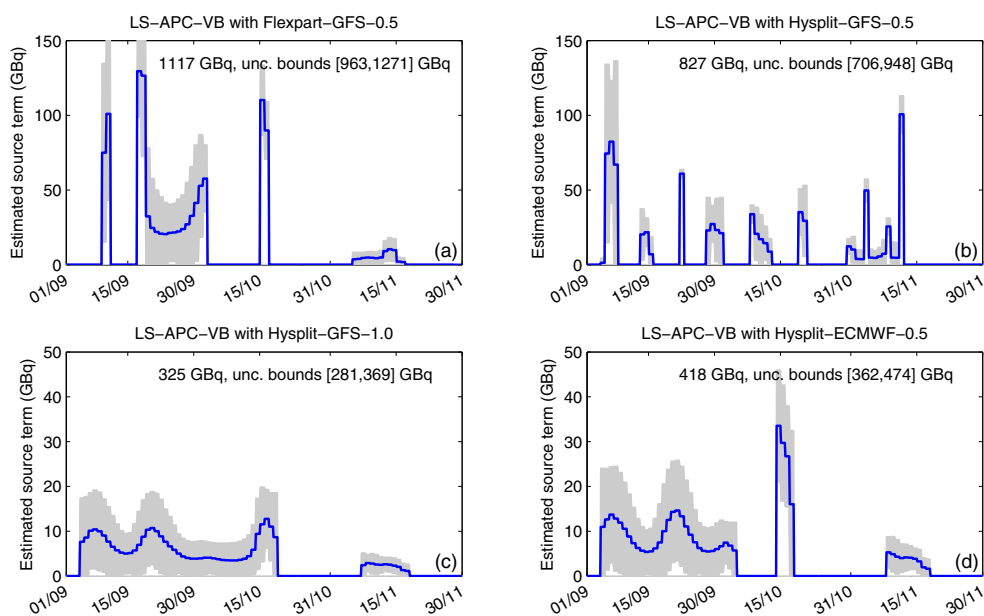 LS−APC−VB with Flexpart−GFS−0.5
Estimated source term (GBq)
150
100
50
0
1117 GBq, unc. bounds [963,1271] GBq
(a)
01/09 15/09 30/09 15/10 31/10 15/11 30/11
LS−APC−VB with Hysplit−GFS−0.5
Estimated source term (GBq)
150
100
50
0
827 GBq, unc. bounds [706,948] GBq
(b)
01/09 15/09 30/09 15/10 31/10 15/11 30/11
LS−APC−VB with Hysplit−GFS−1.0
Estimated source term (GBq)
50
40
30
20
10
0
325 GBq, unc. bounds [281,369] GBq
(c)
01/09 15/09 30/09 15/10 31/10 15/11 30/11
LS−APC−VB with Hysplit−ECMWF−0.5
Estimated source term (GBq)
50
40
30
20
10
0
418 GBq, unc. bounds [362,474] GBq
(d)
01/09 15/09 30/09 15/10 31/10 15/11 30/11